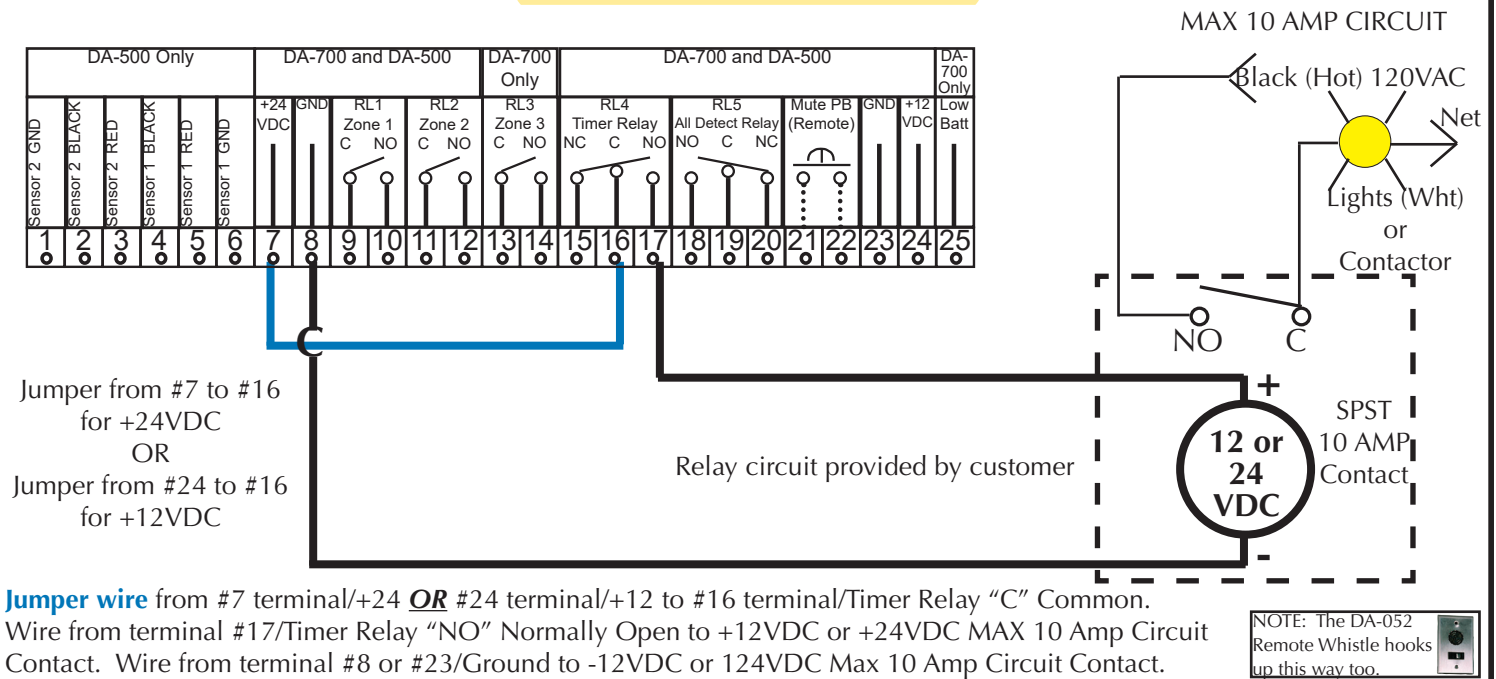 MAX 10 AMP CIRCUIT
DA-500 Only
DA-700 and DA-500
DA-700 Only
DA-700 and DA-500
DA-700 Only
Sensor 2 GND
Sensor 2 BLACK
Sensor 2 RED
Sensor 1 BLACK
Sensor 1 RED
Sensor 1 GND
+24 VDC
GND
RL1
Zone 1
C NO
RL2
Zone 2
C NO
RL3
Zone 3
C NO
RL4
Timer Relay
NC C NO
RL5
All Detect Relay
NO C NC
Mute PB
(Remote)
GND
+12 VDC
Low Batt
1 2 3 4 5 6 7 8 9 10 11 12 13 14 15 16 17 18 19 20 21 22 23 24 25
Black (Hot) 120VAC
Net
Lights (Wht)
or
Contactor
NO C
C
Jumper from #7 to #16
for +24VDC
OR
Jumper from #24 to #16
for +12VDC
Relay circuit provided by customer
+
12 or
24
VDC
-
SPST
10 AMP
Contact
Jumper wire from #7 terminal/+24 OR #24 terminal/+12 to #16 terminal/Timer Relay “C” Common.
Wire from terminal #17/Timer Relay “NO” Normally Open to +12VDC or +24VDC MAX 10 Amp Circuit
Contact. Wire from terminal #8 or #23/Ground to -12VDC or 124VDC Max 10 Amp Circuit Contact.
NOTE: The DA-052
Remote Whistle hooks
up this way too.